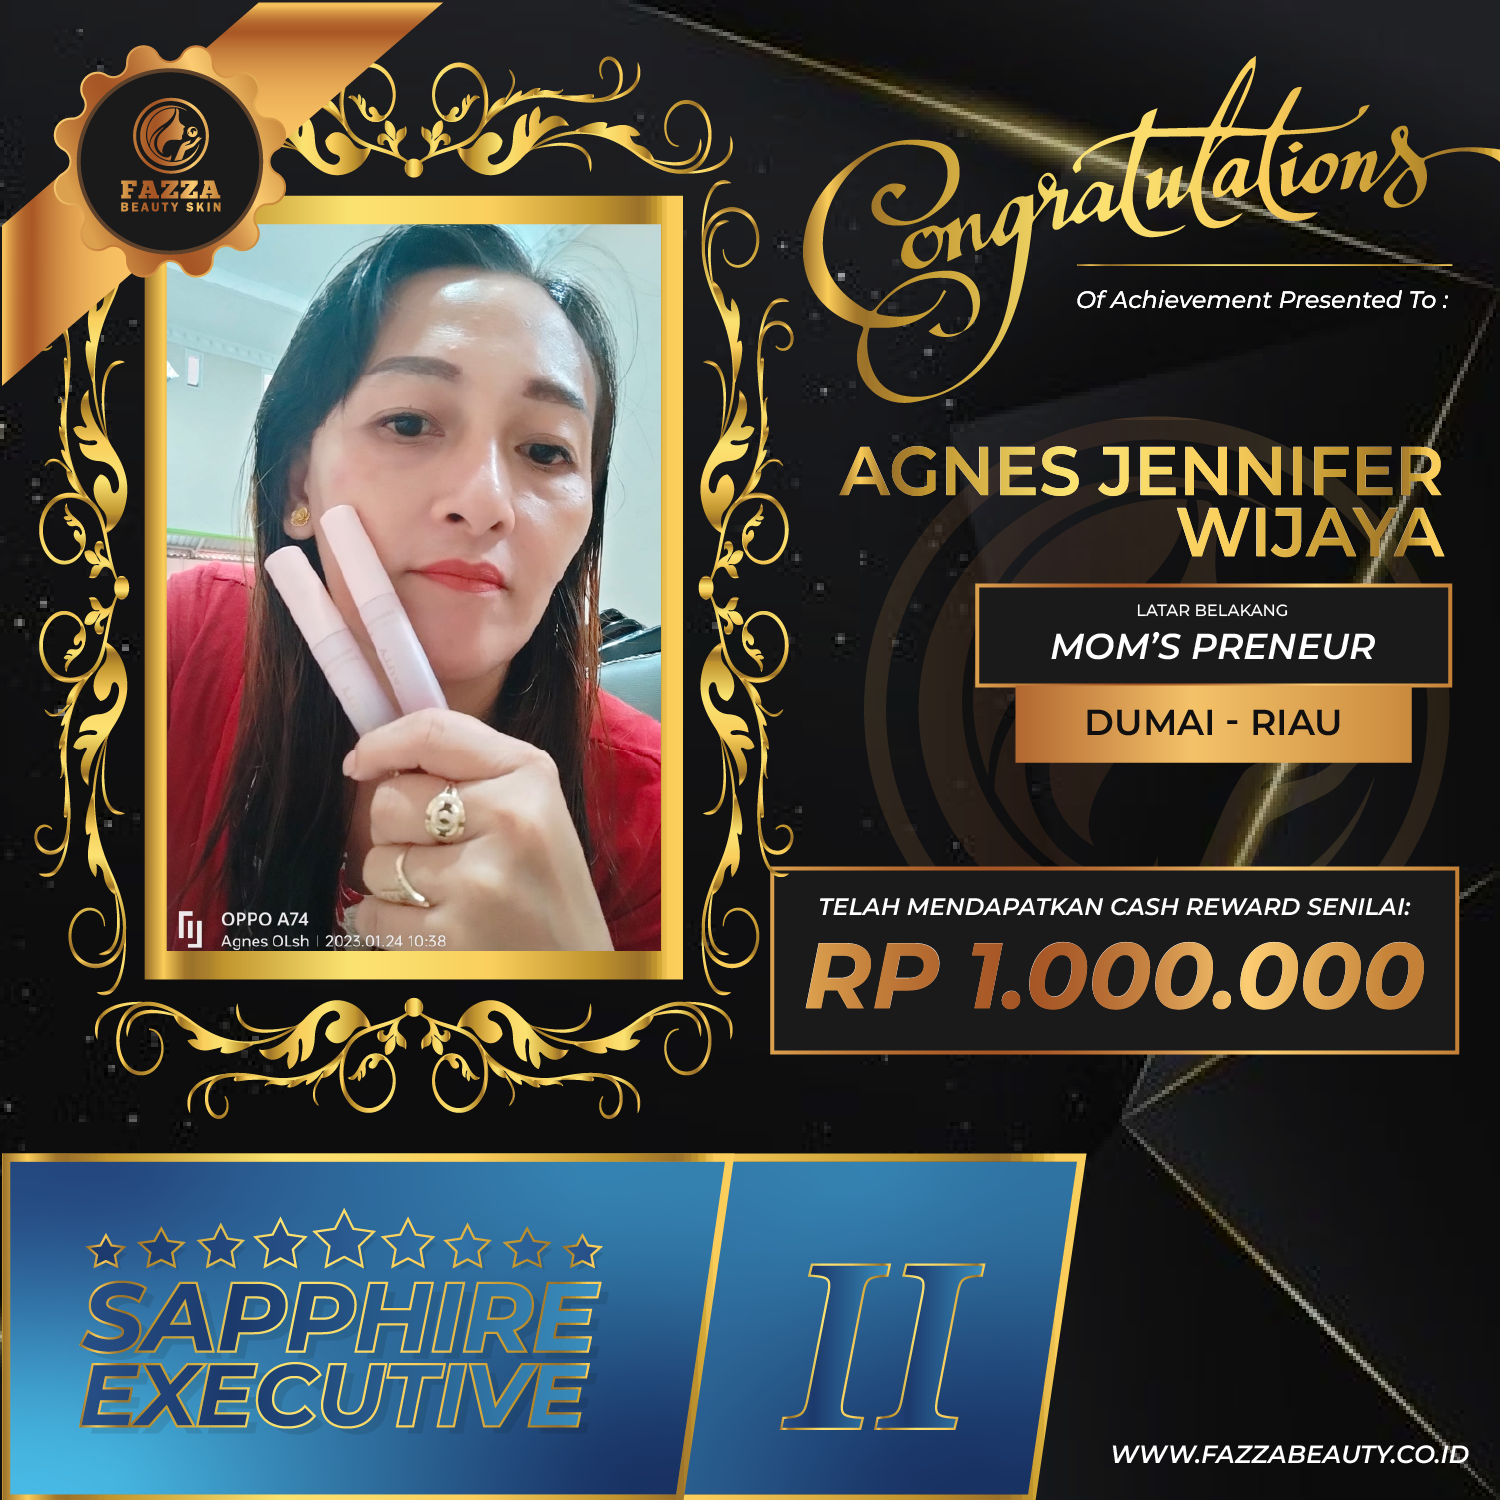 FAZZA
BEAUTY SKIN
Congratulations
Of Achievement Presented To :
AGNES JENNIFER
WIJAYA
LATAR BELAKANG
MOM'S PRENEUR
DUMAI - RIAU
OPPO A74
Agnes OLsh | 2023.01.24 10:38
TELAH MENDAPATKAN CASH REWARD SENILAI:
RP 1.000.000
SAPPHIRE
EXECUTIVE
II
WWW.FAZZABEAUTY.CO.ID